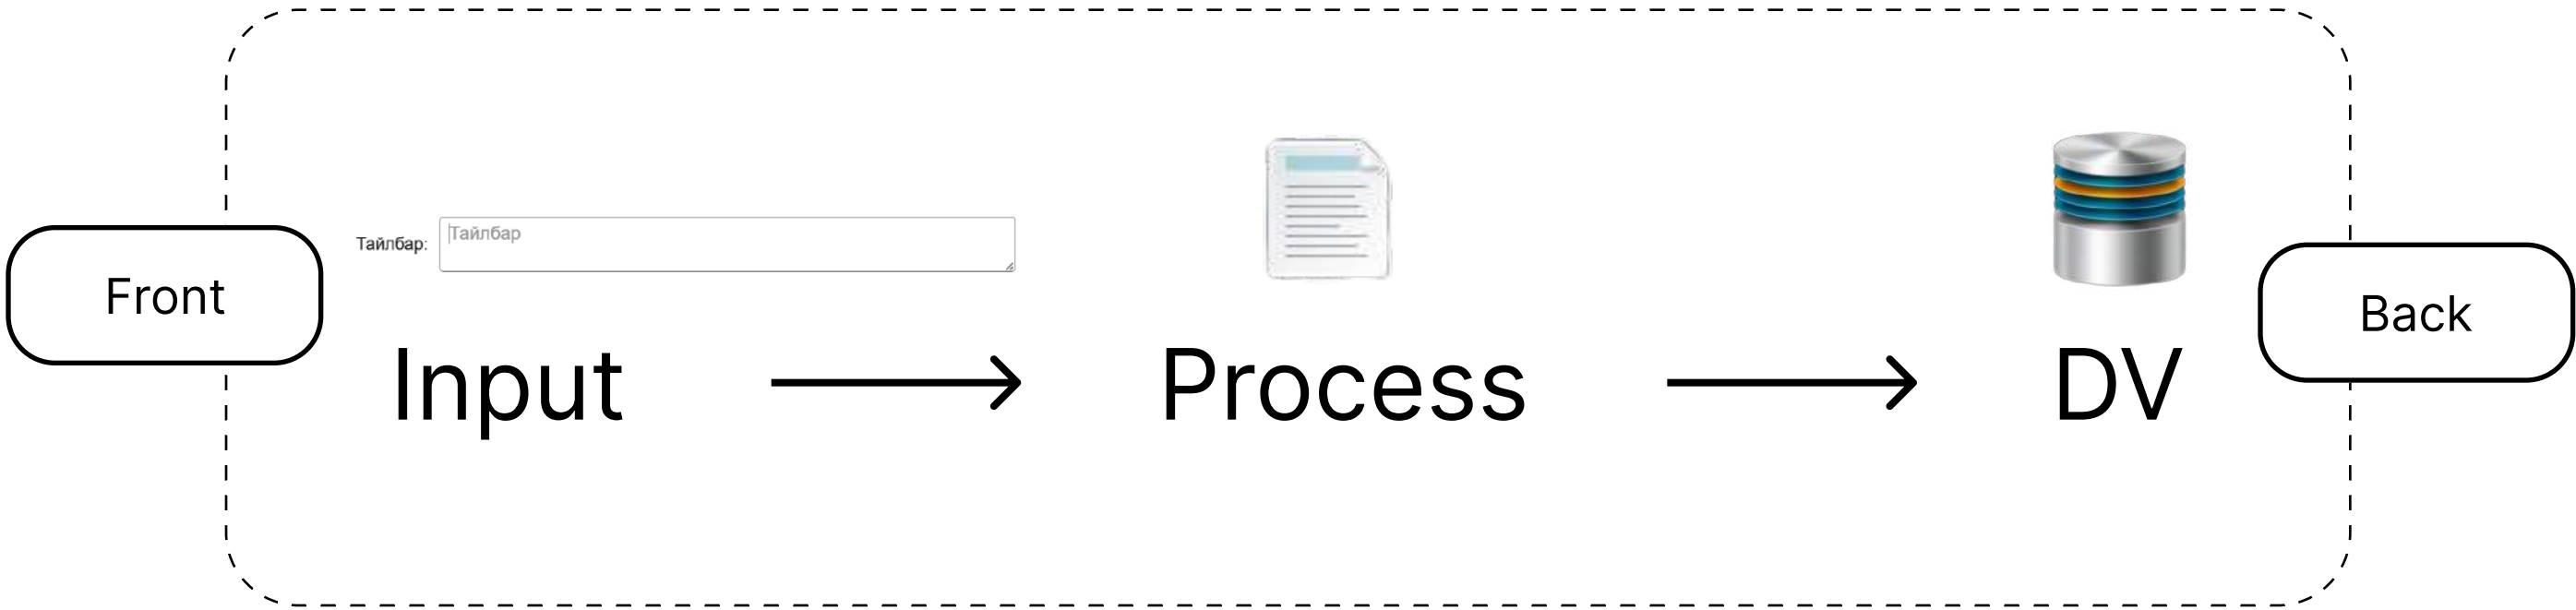 Front
Тайлбар:
Тайлбар
Input
Process
DV
Back